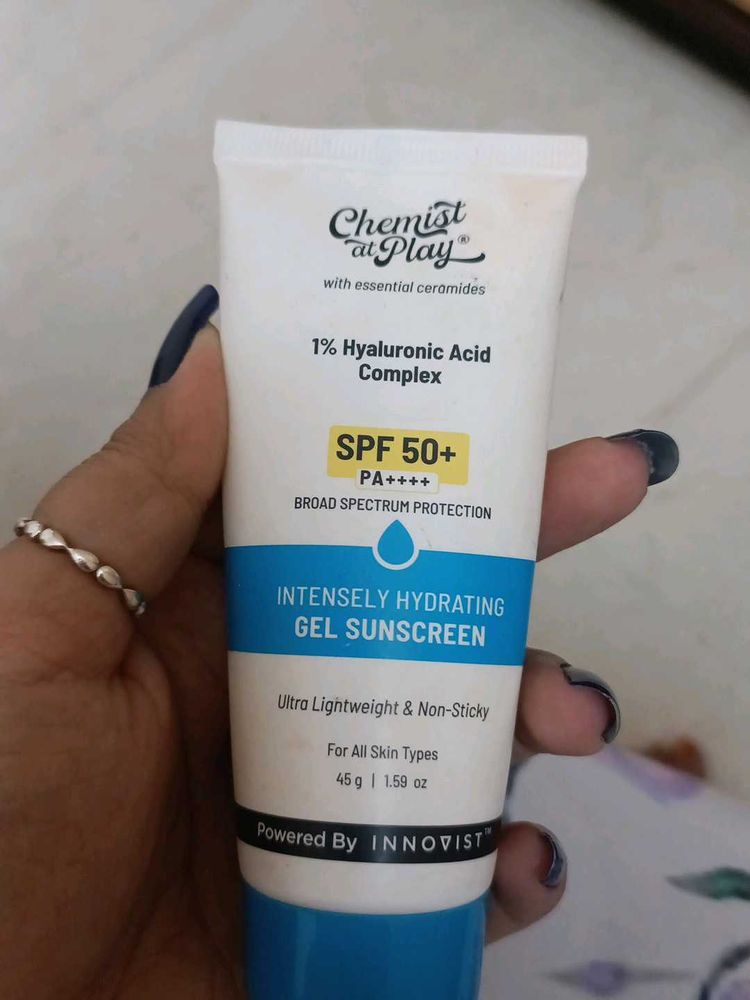 Chemist
at Play®
with essential ceramides
1% Hyaluronic Acid
Complex
SPF 50+
PA++++
BROAD SPECTRUM PROTECTION
INTENSELY HYDRATING
GEL SUNSCREEN
Ultra Lightweight & Non-Sticky
For All Skin Types
45 g | 1.59 oz
Powered By INNOVIST™